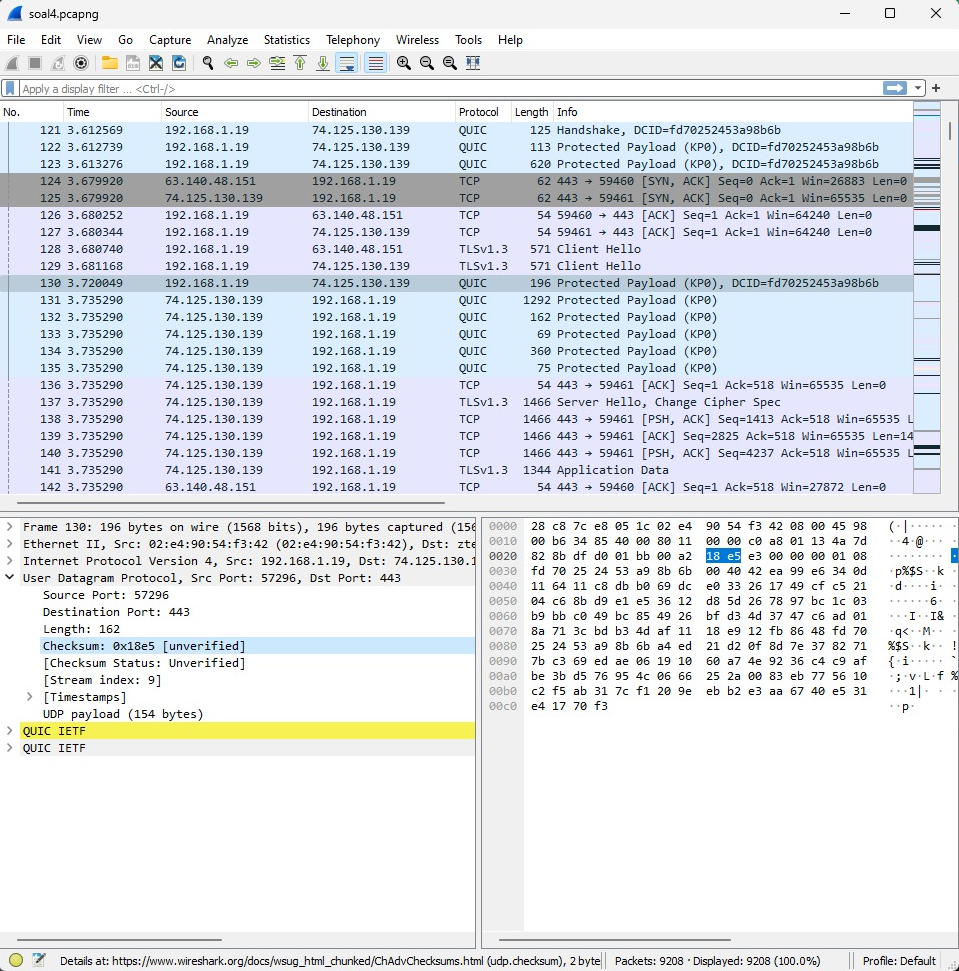 soal4.pcapng
File Edit View Go Capture Analyze Statistics Telephony Wireless Tools Help
Apply a display filter ... <Ctrl-/>
No. Time Source Destination Protocol Length Info
121 3.612569 192.168.1.19 74.125.130.139 QUIC 125 Handshake, DCID=fd70252453a98b6b
122 3.612739 192.168.1.19 74.125.130.139 QUIC 113 Protected Payload (KP0), DCID=fd70252453a98b6b
123 3.613276 192.168.1.19 74.125.130.139 QUIC 620 Protected Payload (KP0), DCID=fd70252453a98b6b
124 3.679920 63.140.48.151 192.168.1.19 TCP 62 443 → 59460 [SYN, ACK] Seq=0 Ack=1 Win=26883 Len=0
125 3.679920 74.125.130.139 192.168.1.19 TCP 62 443 → 59461 [SYN, ACK] Seq=0 Ack=1 Win=65535 Len=0
126 3.680252 192.168.1.19 63.140.48.151 TCP 54 59460 → 443 [ACK] Seq=1 Ack=1 Win=64240 Len=0
127 3.680344 192.168.1.19 74.125.130.139 TCP 54 59461 → 443 [ACK] Seq=1 Ack=1 Win=64240 Len=0
128 3.680740 192.168.1.19 63.140.48.151 TLSv1.3 571 Client Hello
129 3.681168 192.168.1.19 74.125.130.139 TLSv1.3 571 Client Hello
130 3.720049 192.168.1.19 74.125.130.139 QUIC 196 Protected Payload (KP0), DCID=fd70252453a98b6b
131 3.735290 74.125.130.139 192.168.1.19 QUIC 1292 Protected Payload (KP0)
132 3.735290 74.125.130.139 192.168.1.19 QUIC 162 Protected Payload (KP0)
133 3.735290 74.125.130.139 192.168.1.19 QUIC 69 Protected Payload (KP0)
134 3.735290 74.125.130.139 192.168.1.19 QUIC 360 Protected Payload (KP0)
135 3.735290 74.125.130.139 192.168.1.19 QUIC 75 Protected Payload (KP0)
136 3.735290 74.125.130.139 192.168.1.19 TCP 54 443 → 59461 [ACK] Seq=1 Ack=518 Win=65535 Len=0
137 3.735290 74.125.130.139 192.168.1.19 TLSv1.3 1466 Server Hello, Change Cipher Spec
138 3.735290 74.125.130.139 192.168.1.19 TCP 1466 443 → 59461 [PSH, ACK] Seq=1413 Ack=518 Win=65535 L
139 3.735290 74.125.130.139 192.168.1.19 TCP 1466 443 → 59461 [ACK] Seq=2825 Ack=518 Win=65535 Len=14
140 3.735290 74.125.130.139 192.168.1.19 TCP 1466 443 → 59461 [PSH, ACK] Seq=4237 Ack=518 Win=65535 L
141 3.735290 74.125.130.139 192.168.1.19 TLSv1.3 1344 Application Data
142 3.735290 63.140.48.151 192.168.1.19 TCP 54 443 → 59460 [ACK] Seq=1 Ack=518 Win=27872 Len=0
Frame 130: 196 bytes on wire (1568 bits), 196 bytes captured (156
Ethernet II, Src: 02:e4:90:54:f3:42 (02:e4:90:54:f3:42), Dst: zte
Internet Protocol Version 4, Src: 192.168.1.19, Dst: 74.125.130.1
User Datagram Protocol, Src Port: 57296, Dst Port: 443
Source Port: 57296
Destination Port: 443
Length: 162
Checksum: 0x18e5 [unverified]
[Checksum Status: Unverified]
[Stream index: 9]
[Timestamps]
UDP payload (154 bytes)
QUIC IETF
QUIC IETF
0000 28 c8 7c e8 05 1c 02 e4 90 54 f3 42 08 00 45 98 (·|·····
0010 00 b6 34 85 40 00 80 11 00 00 c0 a8 01 13 4a 7d ··4·@···
0020 82 8b df d0 01 bb 00 a2 18 e5 e3 00 00 00 01 08 ········
0030 fd 70 25 24 53 a9 8b 6b 00 40 42 ea 99 e6 34 0d ·p%$S··k
0040 11 64 11 c8 db b0 69 dc e0 33 26 17 49 cf c5 21 ·d····i·
0050 04 c6 8b d9 e1 e5 36 12 d8 5d 26 78 97 bc 1c 03 ······6·
0060 b9 bb c0 49 bc 85 49 26 bf d3 4d 37 47 c6 ad 01 ···I··I&
0070 8a 71 3c bd b3 4d af 11 18 e9 12 fb 86 48 fd 70 ·q<··M··
0080 25 24 53 a9 8b 6b a4 ed 21 d2 0f 8d 7e 37 82 71 %$S··k·· !
0090 7b c3 69 ed ae 06 19 10 60 a7 4e 92 36 c4 c9 af {·i····· `
00a0 be 3b d5 76 95 4c 06 66 25 2a 00 83 eb 77 56 10 ·;·v·L·f %
00b0 c2 f5 ab 31 7c f1 20 9e eb b2 e3 aa 67 40 e5 31 ···1|· ·
00c0 e4 17 70 f3 ··p·
Details at: https://www.wireshark.org/docs/wsug_html_chunked/ChAdvChecksums.html (udp.checksum), 2 byte Packets: 9208 · Displayed: 9208 (100.0%) Profile: Default